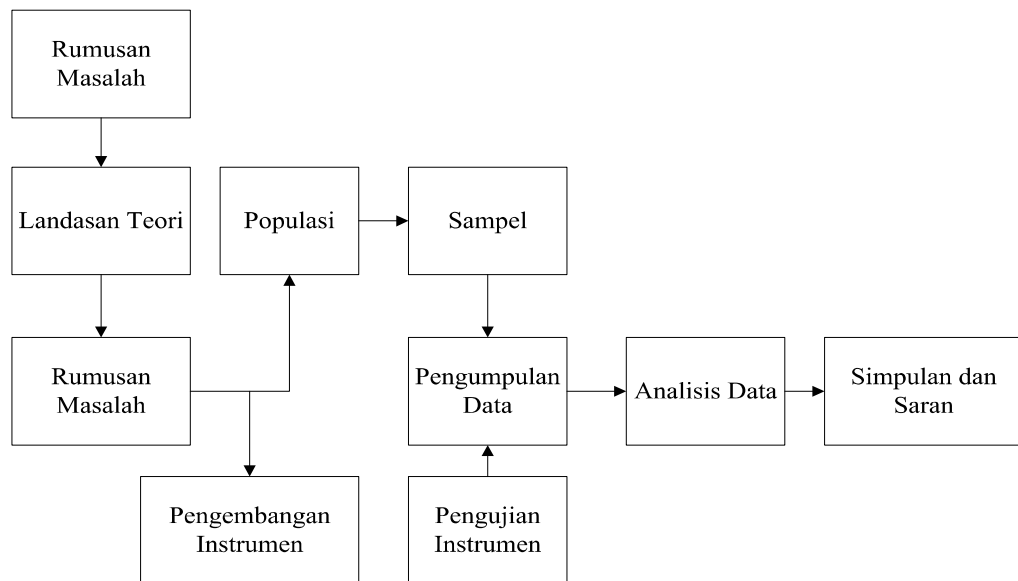 Rumusan
Masalah
Landasan Teori
Populasi
Sampel
Rumusan
Masalah
Pengumpulan
Data
Analisis Data
Simpulan dan
Saran
Pengembangan
Instrumen
Pengujian
Instrumen